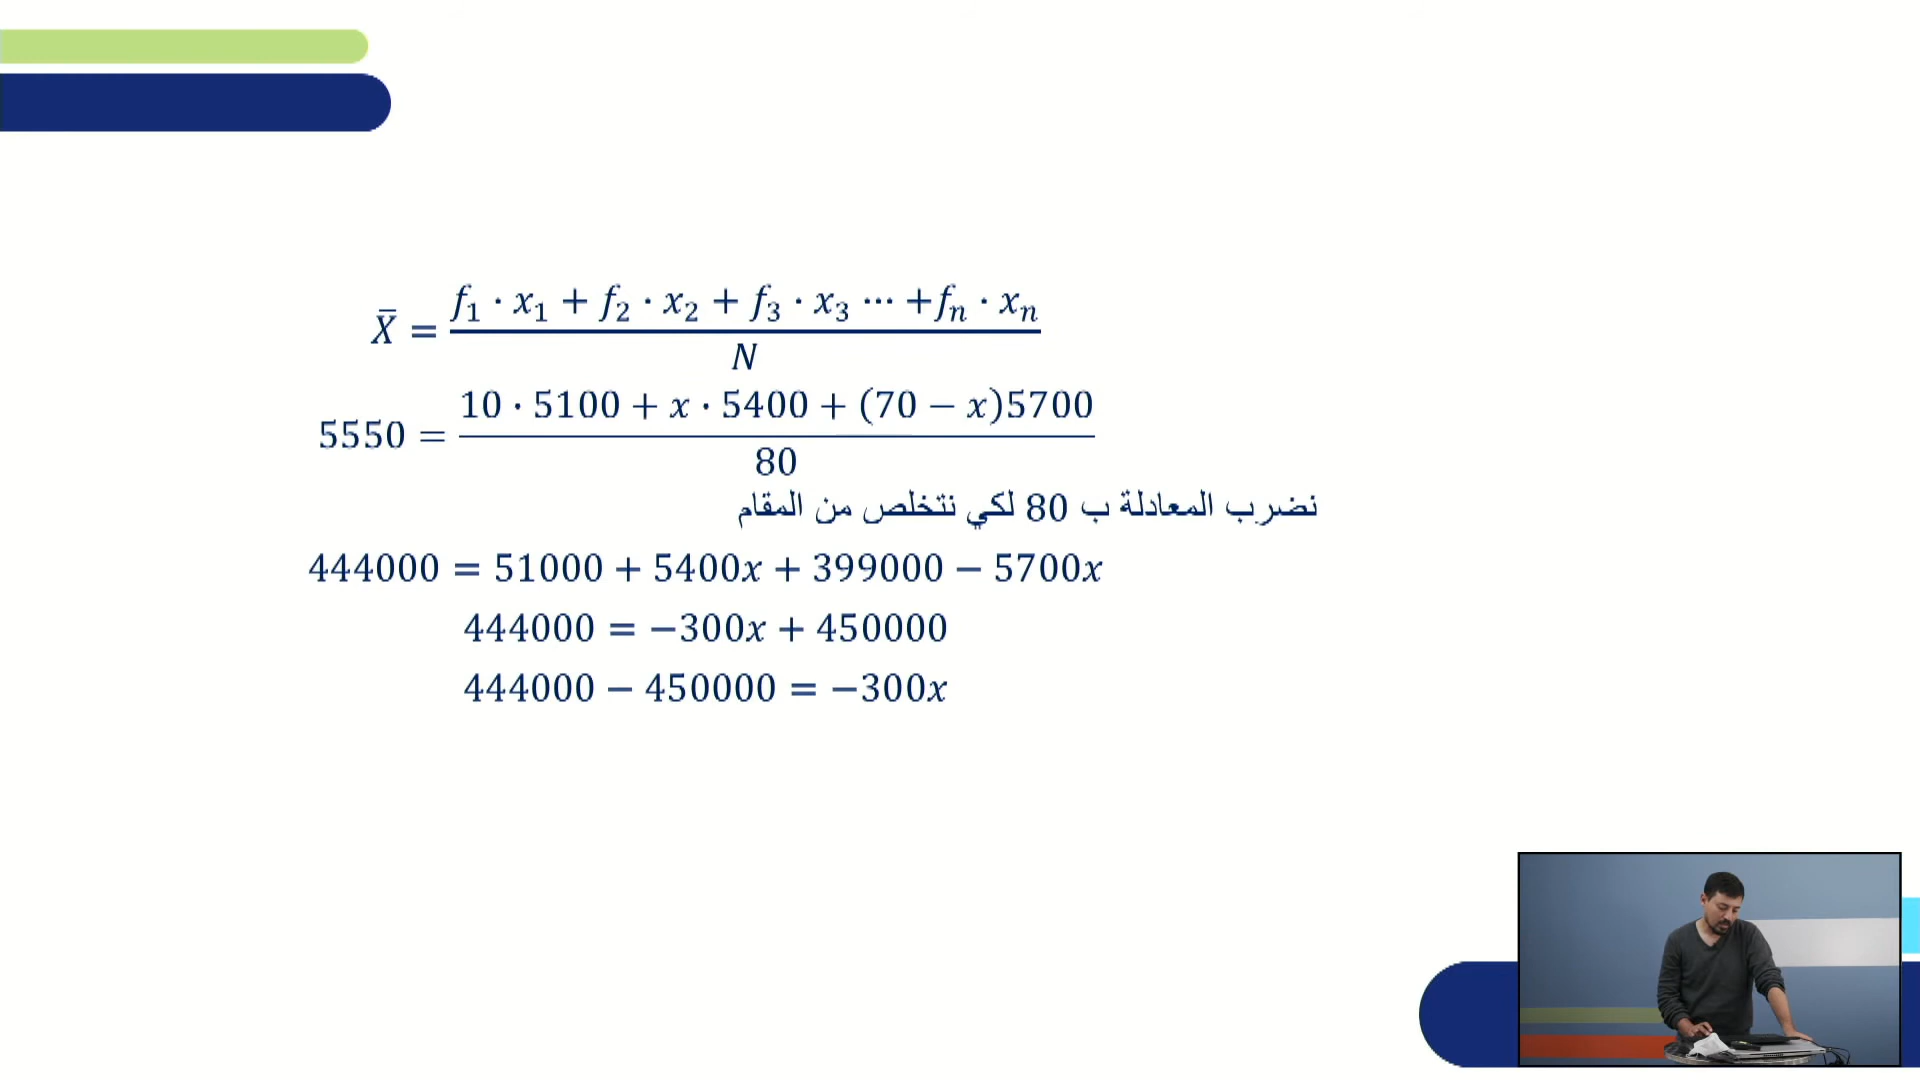 X̄ = (f₁ · x₁ + f₂ · x₂ + f₃ · x₃ ⋯ + fₙ · xₙ) / N
5550 = (10 · 5100 + x · 5400 + (70 − x)5700) / 80
نضرب المعادلة ب 80 لكي نتخلص من المقام
444000 = 51000 + 5400x + 399000 − 5700x
444000 = −300x + 450000
444000 − 450000 = −300x